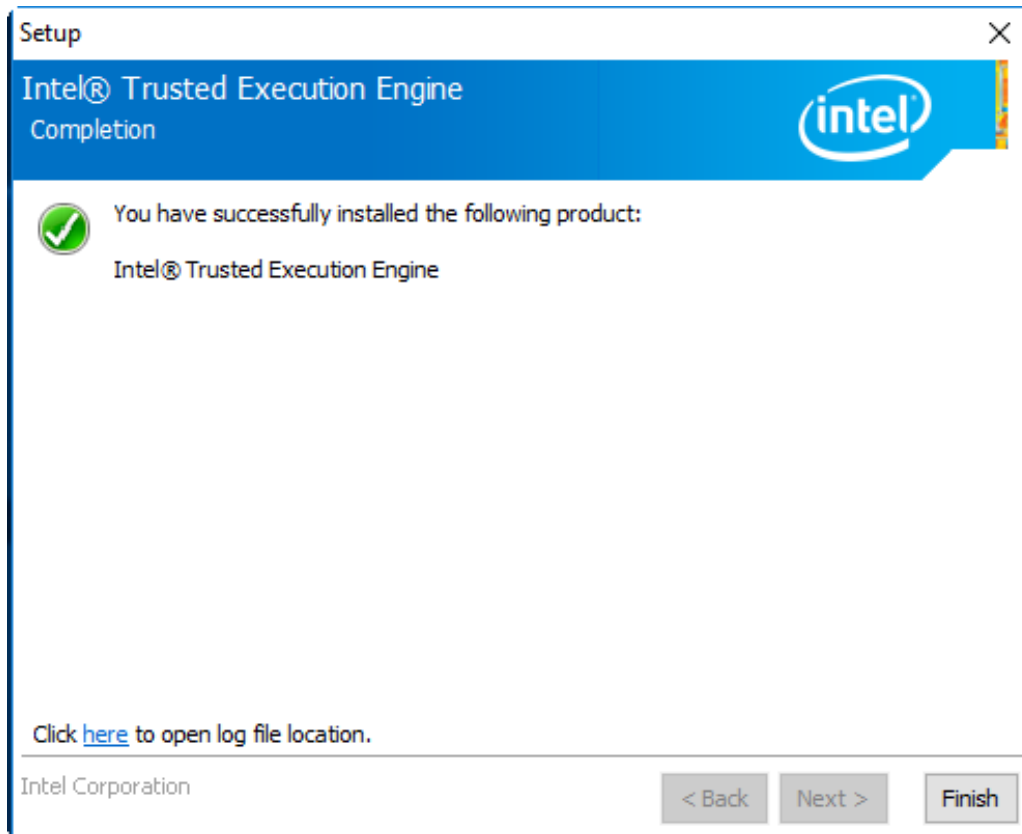 Setup
Intel® Trusted Execution Engine
Completion
intel
You have successfully installed the following product:
Intel® Trusted Execution Engine
Click here to open log file location.
Intel Corporation
< Back Next > Finish